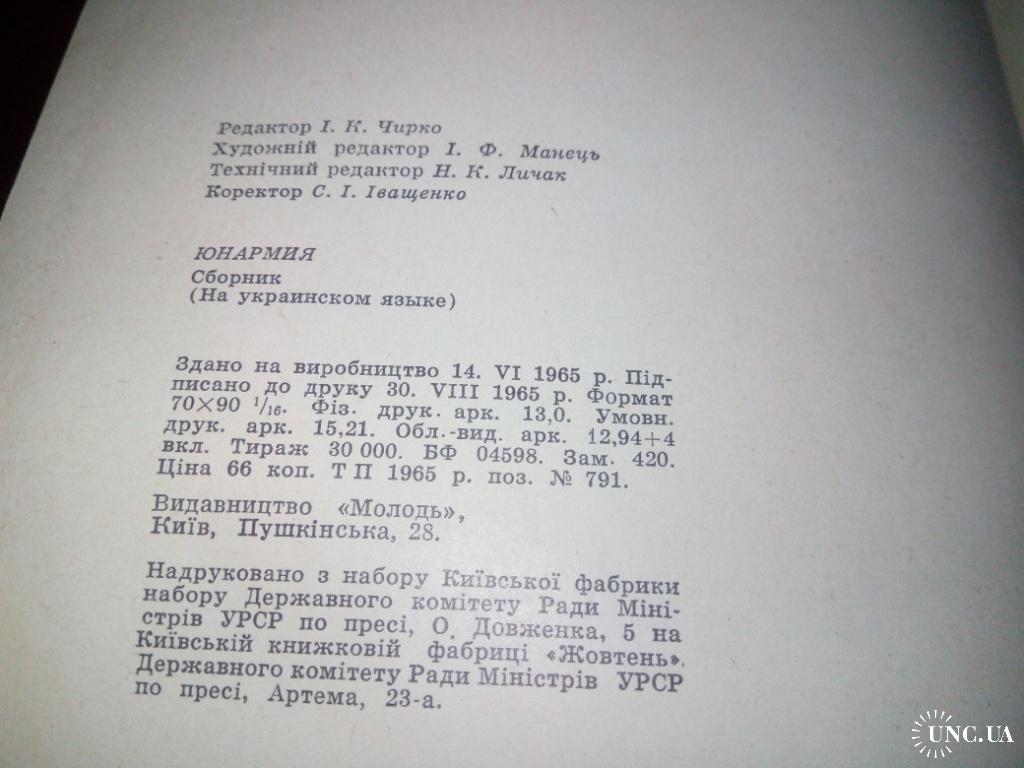 Редактор І. К. Чирко
Художній редактор І. Ф. Манець
Технічний редактор Н. К. Личак
Коректор С. І. Іващенко
ЮНАРМИЯ
Сборник
(На украинском языке)
Здано на виробництво 14. VI 1965 р. Під-
писано до друку 30. VIII 1965 р. Формат
70×90 1/16. Фіз. друк. арк. 13,0. Умовн.
друк. арк. 15,21. Обл.-вид. арк. 12,94+4
вкл. Тираж 30 000. БФ 04598. Зам. 420.
Ціна 66 коп. Т П 1965 р. поз. № 791.
Видавництво «Молодь»,
Київ, Пушкінська, 28.
Надруковано з набору Київської фабрики
набору Державного комітету Ради Міні-
стрів УРСР по пресі, О. Довженка, 5 на
Київській книжковій фабриці «Жовтень».
Державного комітету Ради Міністрів УРСР
по пресі, Артема, 23-а.
UNC.UA